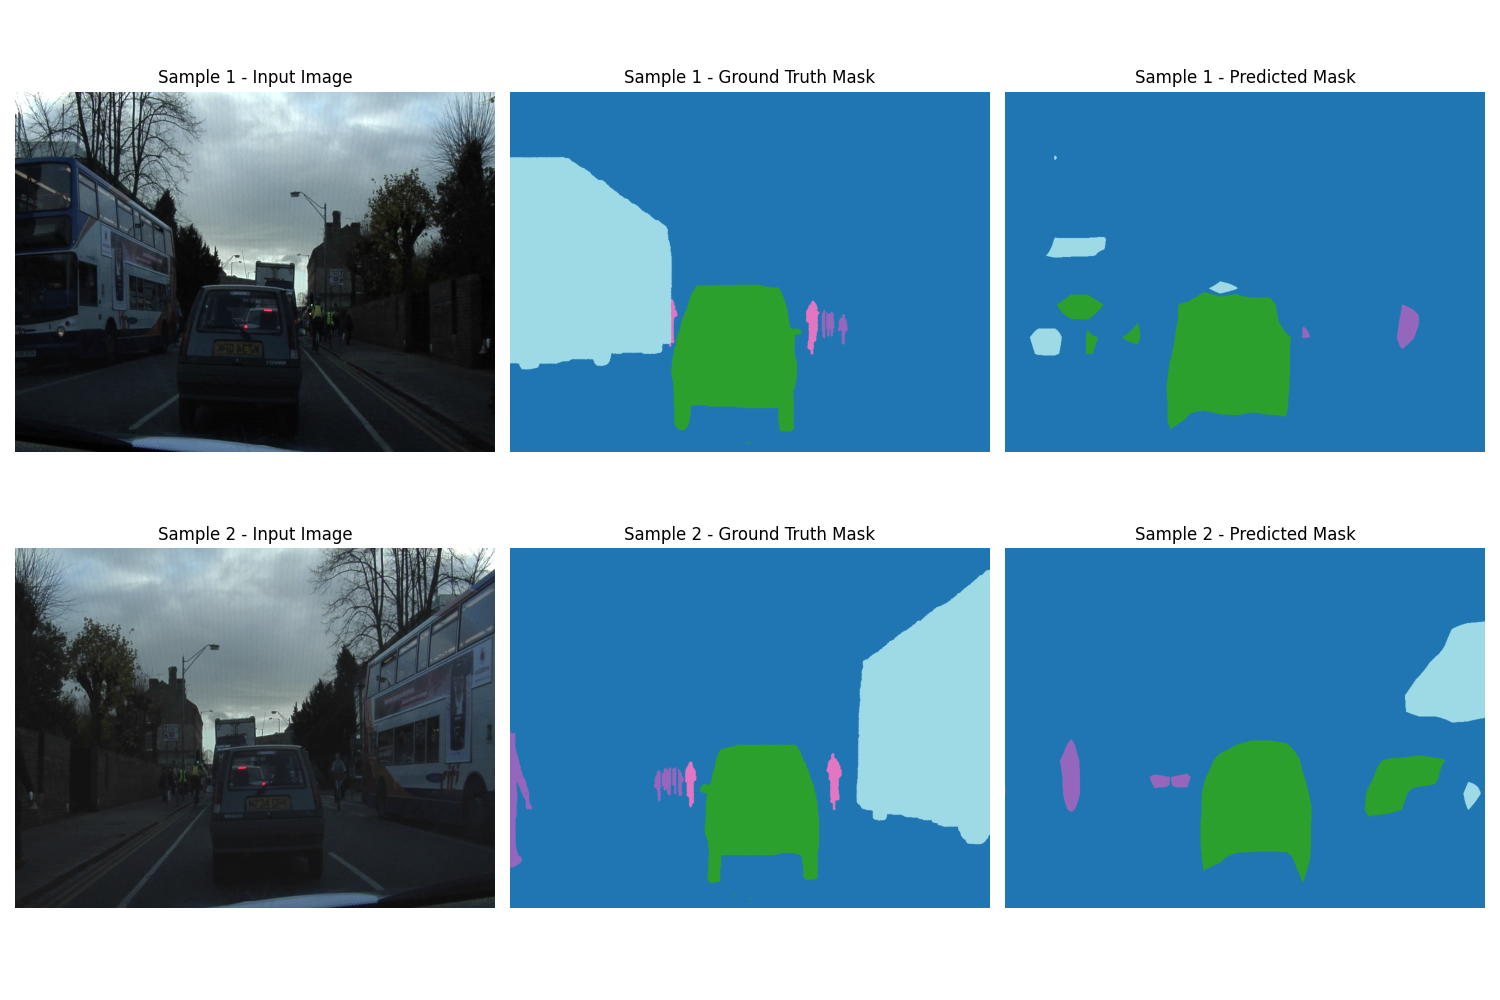 Sample 1 - Input Image
Sample 1 - Ground Truth Mask
Sample 1 - Predicted Mask
Sample 2 - Input Image
Sample 2 - Ground Truth Mask
Sample 2 - Predicted Mask